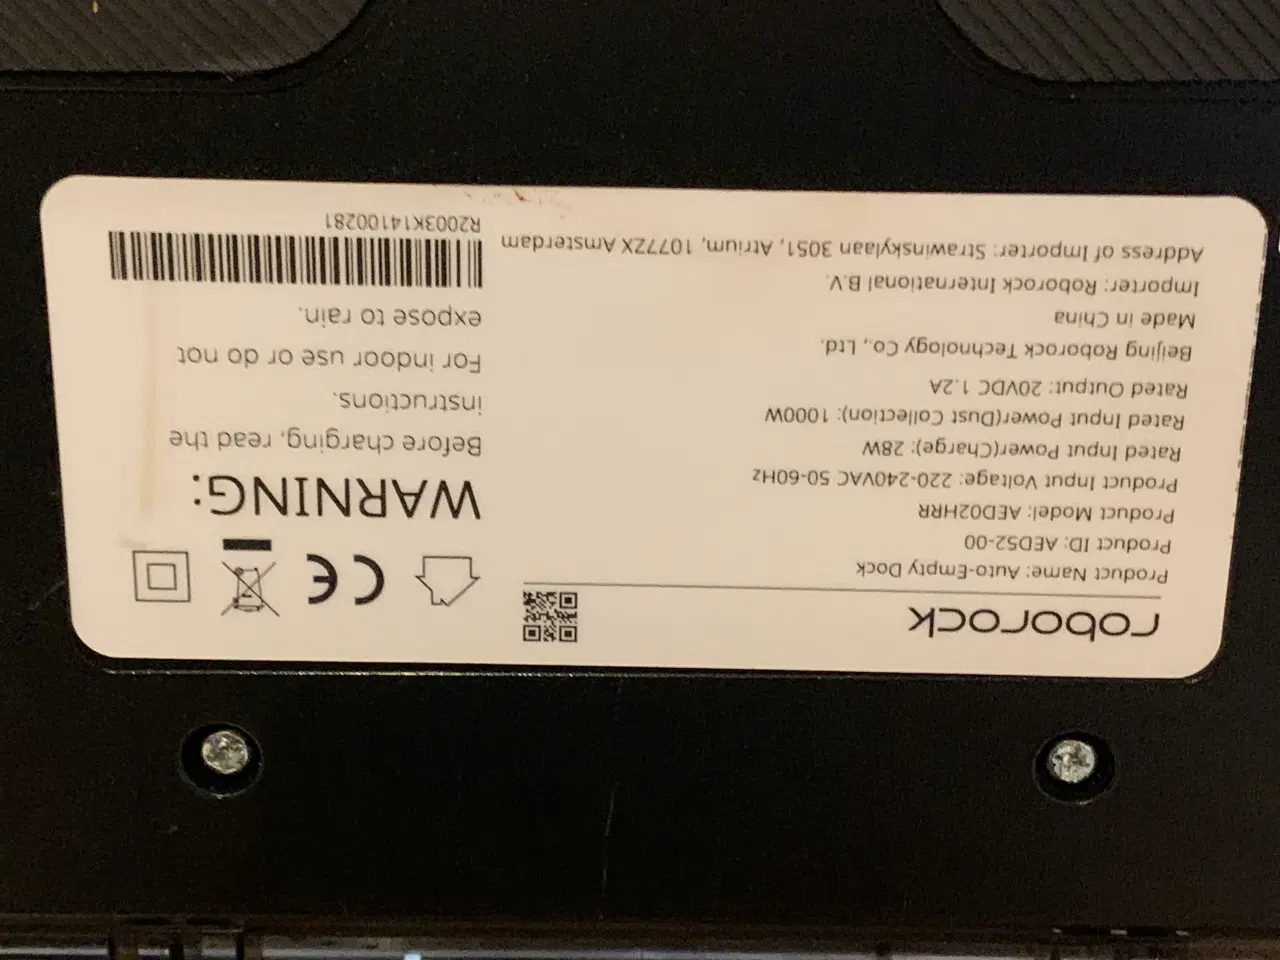 roborock
Product Name: Auto-Empty Dock
Product ID: AED52-00
Product Model: AED02HRR
Product Input Voltage: 220-240VAC 50-60Hz
Rated Input Power(Charge): 28W
Rated Input Power(Dust Collection): 1000W
Rated Output: 20VDC 1.2A
Beijing Roborock Technology Co., Ltd.
Made in China
Importer: Roborock International B.V.
Address of Importer: Strawinskylaan 3051, Atrium, 1077ZX Amsterdam
CE
WARNING:
Before charging, read the
instructions.
For indoor use or do not
expose to rain.
R2003K14100281